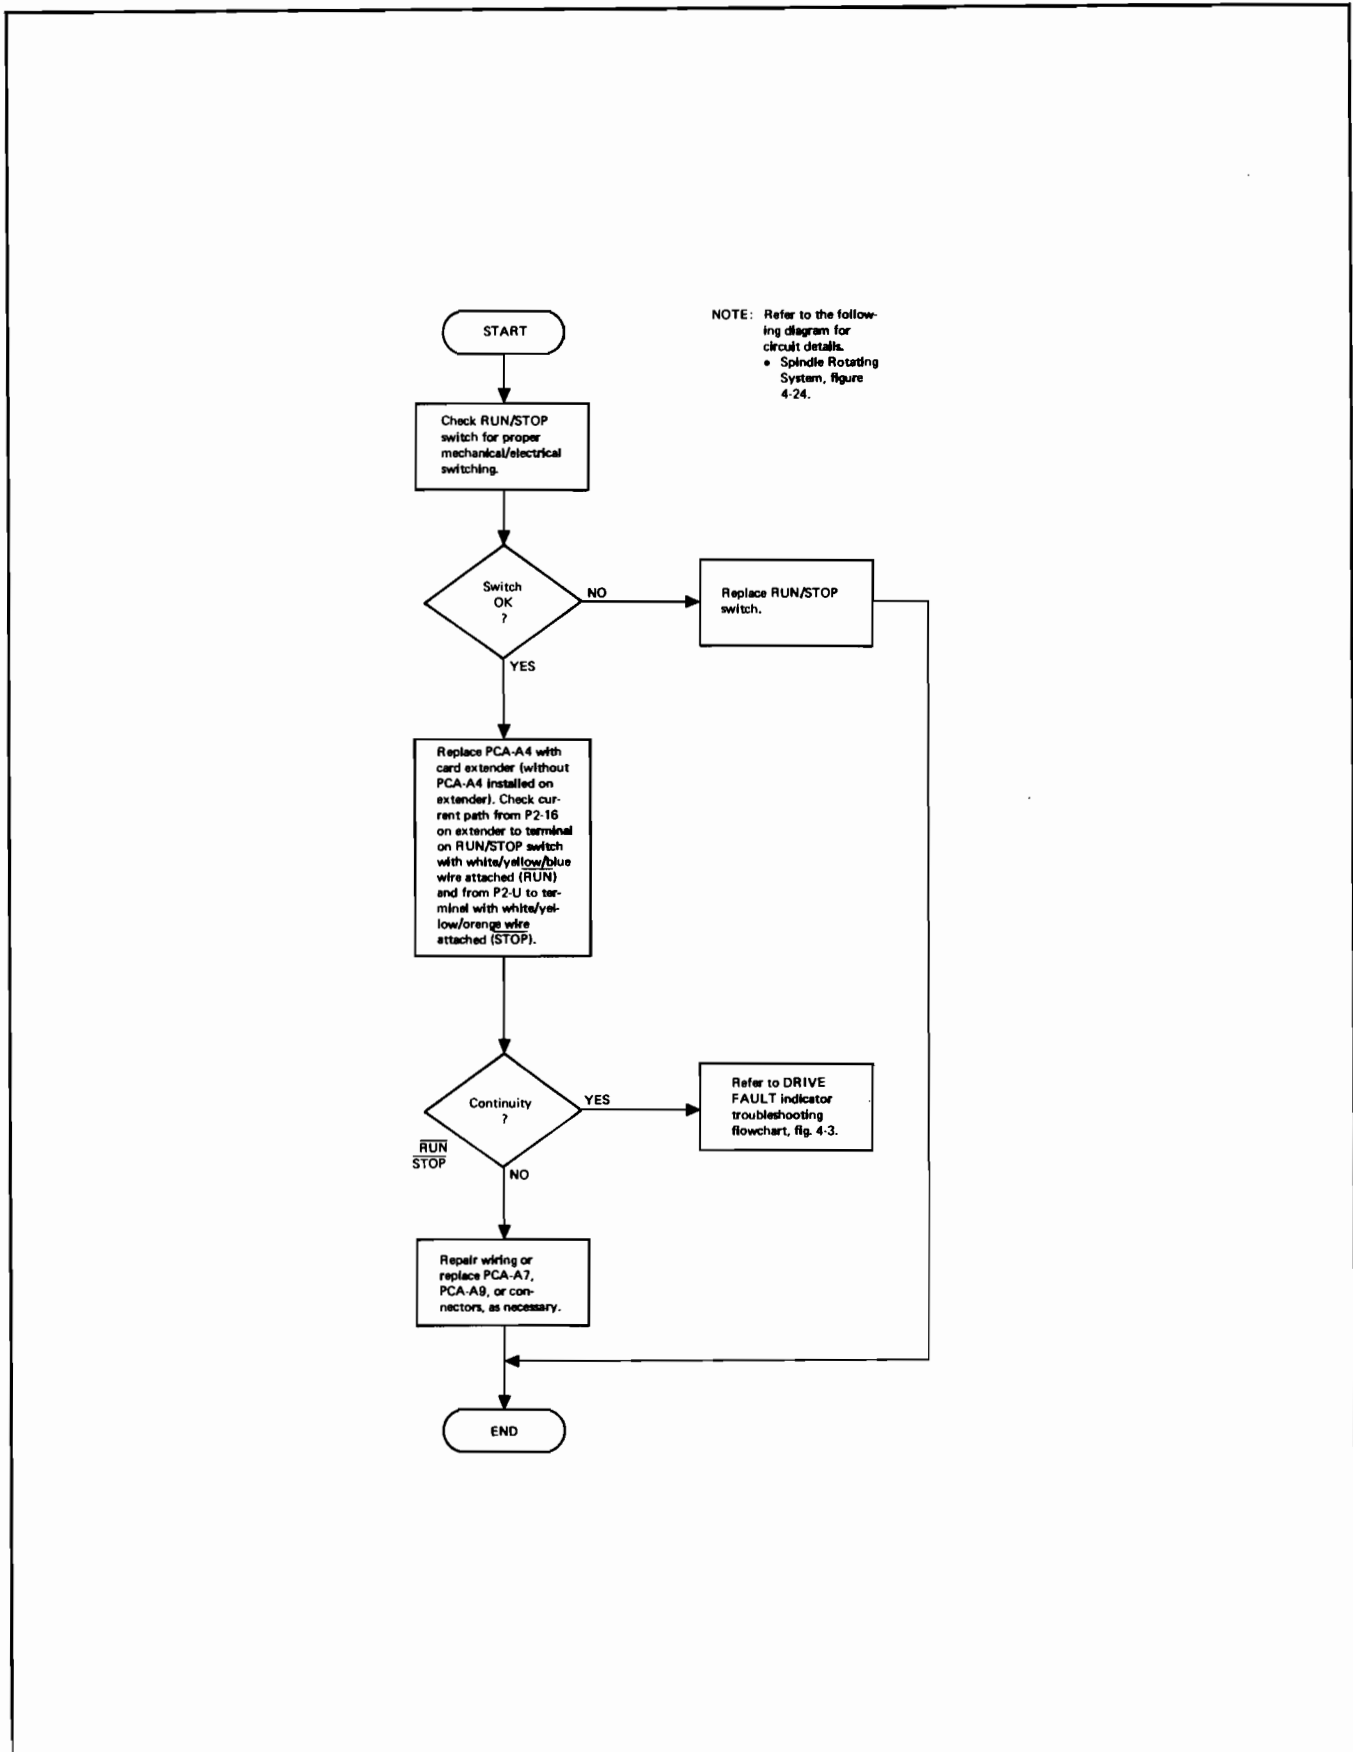 START
NOTE: Refer to the follow-
ing diagram for
circuit details.
• Spindle Rotating
System, figure
4-24.
Check RUN/STOP
switch for proper
mechanical/electrical
switching.
Switch
OK
?
NO
Replace RUN/STOP
switch.
YES
Replace PCA-A4 with
card extender (without
PCA-A4 installed on
extender). Check cur-
rent path from P2-16
on extender to terminal
on RUN/STOP switch
with white/yellow/blue
wire attached (R̅U̅N̅)
and from P2-U to ter-
minal with white/yel-
low/orange wire
attached (S̅T̅O̅P̅).
Continuity
?
YES
Refer to DRIVE
FAULT indicator
troubleshooting
flowchart, fig. 4-3.
R̅U̅N̅
S̅T̅O̅P̅
NO
Repair wiring or
replace PCA-A7,
PCA-A9, or con-
nectors, as necessary.
END